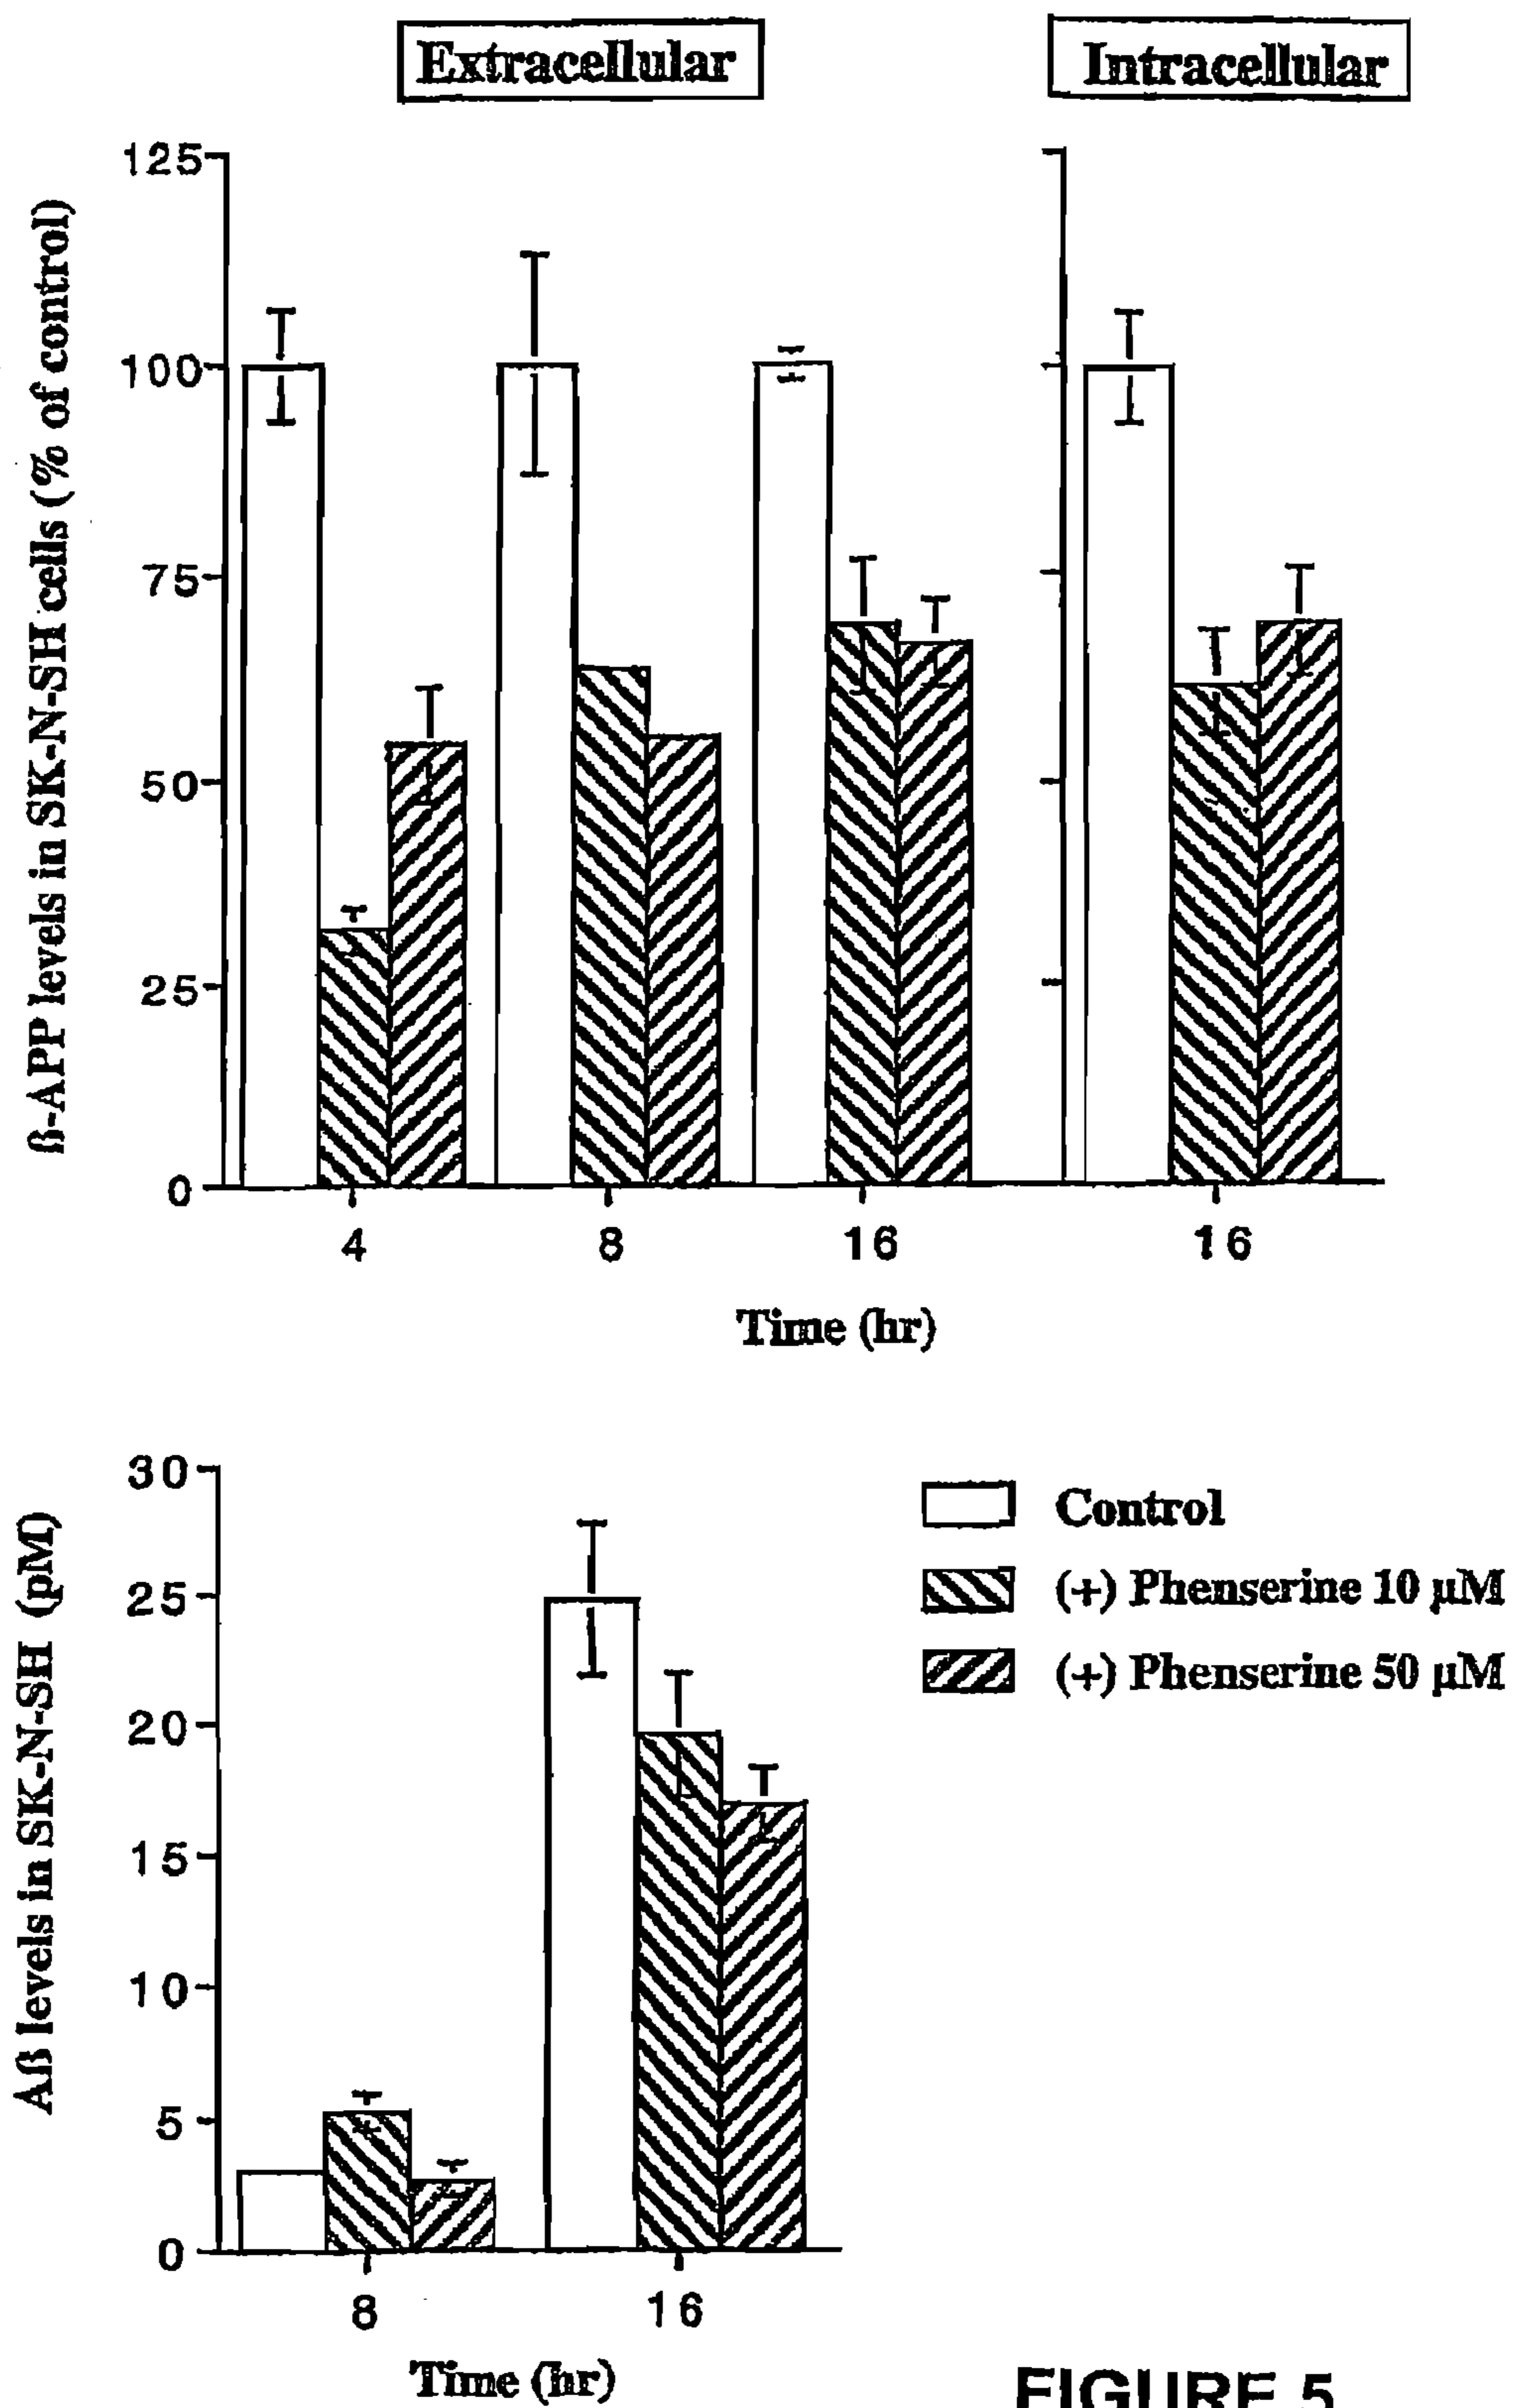 Extracellular
Intracellular
ß-APP levels in SK-N-SH cells (% of control)
125
100
75
50
25
0
4
8
16
16
Time (hr)
Aß levels in SK-N-SH (pM)
30
25
20
15
10
5
0
8
16
Time (hr)
Control
(+) Phenserine 10 µM
(+) Phenserine 50 µM
FIGURE 5